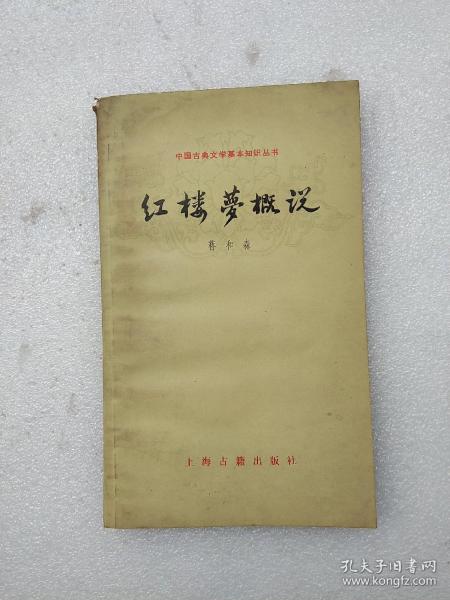 中国古典文学基本知识丛书
红楼夢概说
蒋和森
上海古籍出版社
孔夫子旧书网
www.kongfz.com